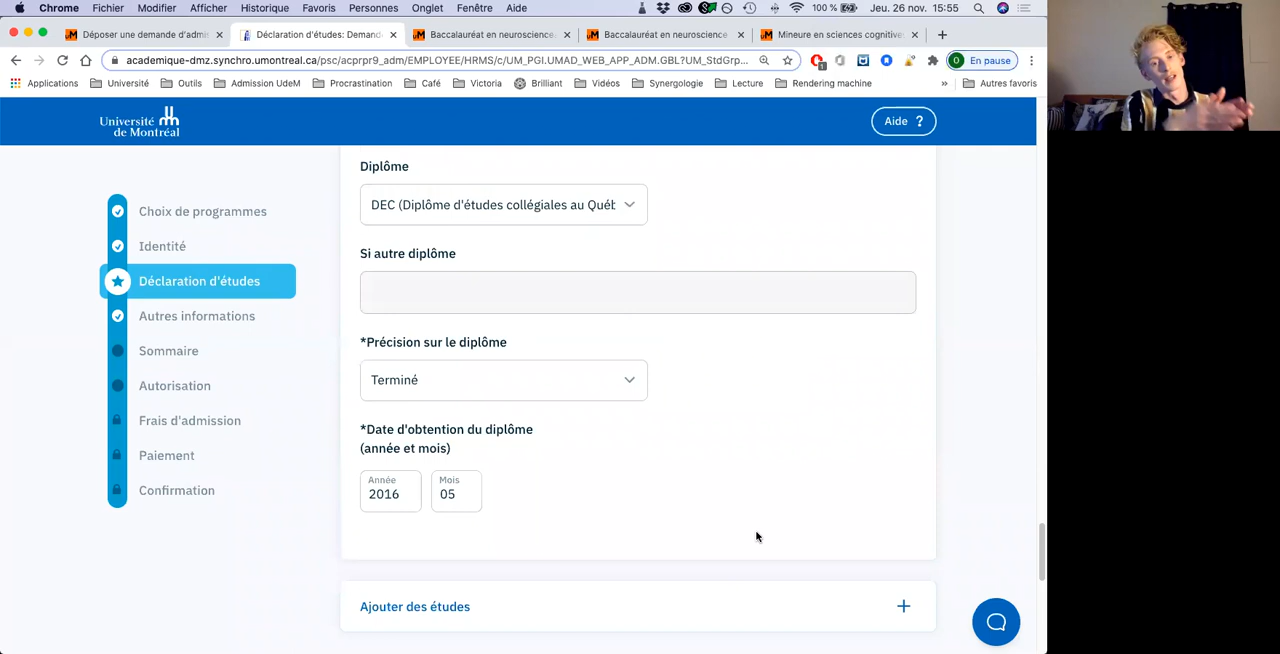 Chrome Fichier Modifier Afficher Historique Favoris Personnes Onglet Fenêtre Aide 100 % Jeu. 26 nov. 15:55
Déposer une demande d'admis Déclaration d'études: Demand Baccalauréat en neuroscience Baccalauréat en neuroscience Mineure en sciences cognitive
academique-dmz.synchro.umontreal.ca/psc/acprpr9_adm/EMPLOYEE/HRMS/c/UM_PGI.UMAD_WEB_APP_ADM.GBL?UM_StdGrp... En pause
Applications Université Outils Admission UdeM Procrastination Café Victoria Brilliant Vidéos Synergologie Lecture Rendering machine » Autres favoris
Université
de Montréal
Aide ?
Choix de programmes
Identité
Déclaration d'études
Autres informations
Sommaire
Autorisation
Frais d'admission
Paiement
Confirmation
Diplôme
DEC (Diplôme d'études collégiales au Québ
Si autre diplôme
*Précision sur le diplôme
Terminé
*Date d'obtention du diplôme
(année et mois)
Année Mois
2016 05
Ajouter des études +